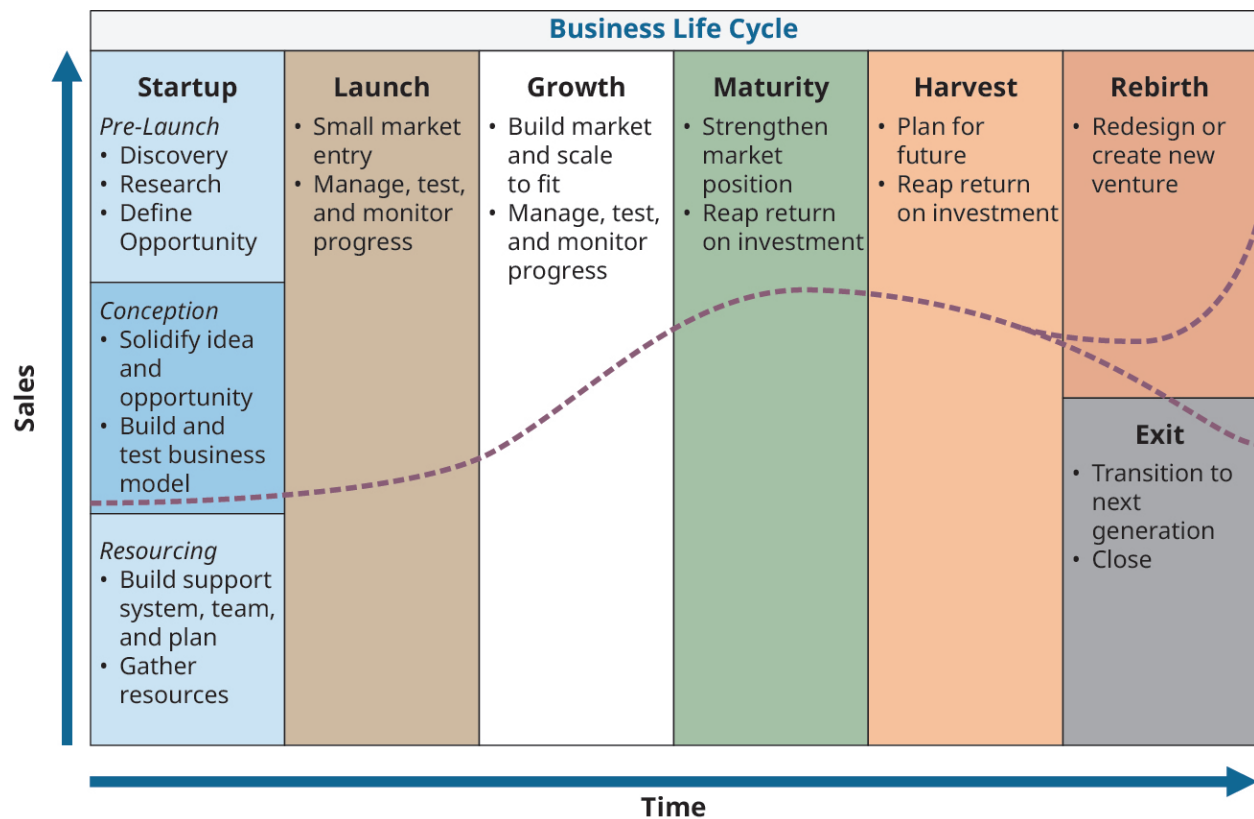 Business Life Cycle
Startup
Pre-Launch
• Discovery
• Research
• Define
Opportunity
Conception
• Solidify idea
and
opportunity
• Build and
test business
model
Resourcing
• Build support
system, team,
and plan
• Gather
resources
Launch
• Small market
entry
• Manage, test,
and monitor
progress
Growth
• Build market
and scale
to fit
• Manage, test,
and monitor
progress
Maturity
• Strengthen
market
position
• Reap return
on investment
Harvest
• Plan for
future
• Reap return
on investment
Rebirth
• Redesign or
create new
venture
Exit
• Transition to
next
generation
• Close
Sales
Time